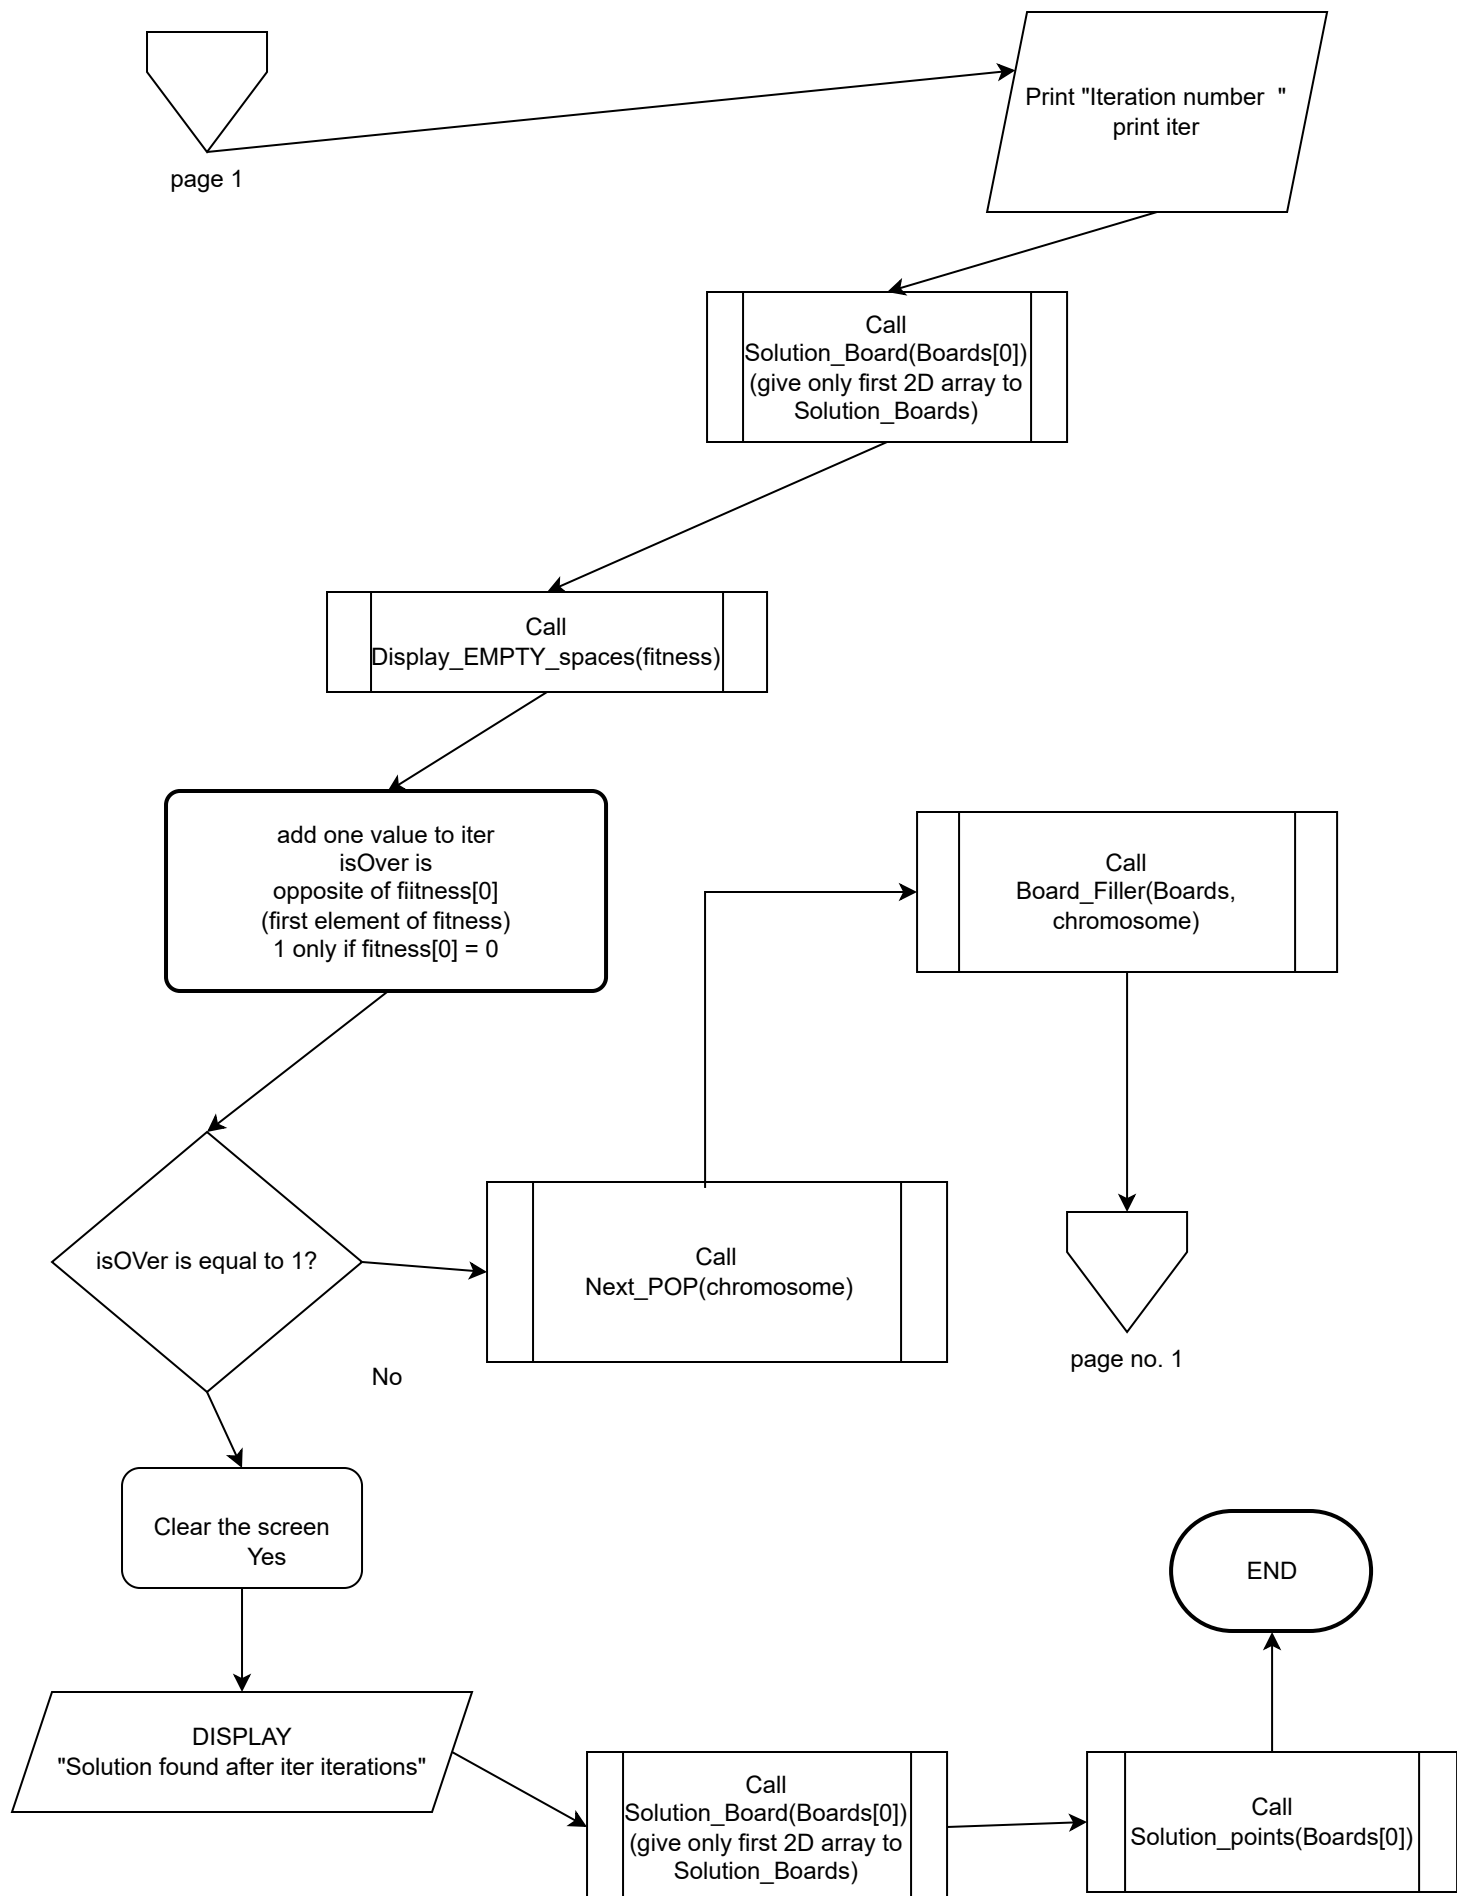 page 1
Print "Iteration number  "
print iter
Call
Solution_Board(Boards[0])
(give only first 2D array to
Solution_Boards)
Call
Display_EMPTY_spaces(fitness)
add one value to iter
isOver is
opposite of fiitness[0]
(first element of fitness)
1 only if fitness[0] = 0
Call
Board_Filler(Boards,
chromosome)
isOVer is equal to 1?
Call
Next_POP(chromosome)
page no. 1
No
Clear the screen
Yes
END
DISPLAY
"Solution found after iter iterations"
Call
Solution_Board(Boards[0])
(give only first 2D array to
Solution_Boards)
Call
Solution_points(Boards[0])